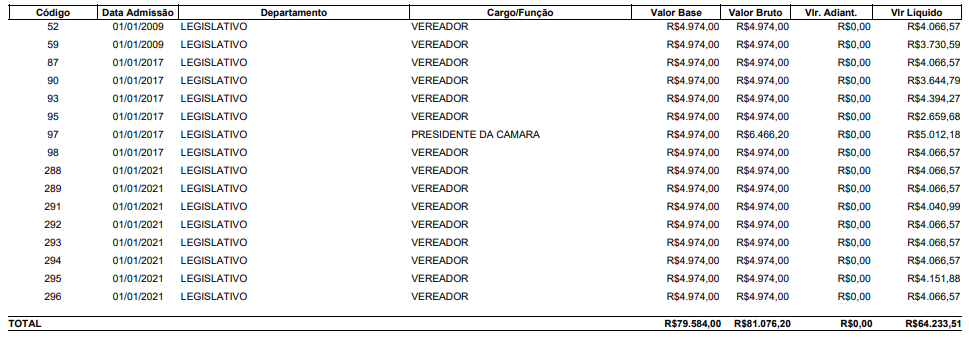 Código Data Admissão Departamento Cargo/Função Valor Base Valor Bruto Vlr. Adiant. Vlr Líquido
52 01/01/2009 LEGISLATIVO VEREADOR R$4.974,00 R$4.974,00 R$0,00 R$4.066,57
59 01/01/2009 LEGISLATIVO VEREADOR R$4.974,00 R$4.974,00 R$0,00 R$3.730,59
87 01/01/2017 LEGISLATIVO VEREADOR R$4.974,00 R$4.974,00 R$0,00 R$4.066,57
90 01/01/2017 LEGISLATIVO VEREADOR R$4.974,00 R$4.974,00 R$0,00 R$3.644,79
93 01/01/2017 LEGISLATIVO VEREADOR R$4.974,00 R$4.974,00 R$0,00 R$4.394,27
95 01/01/2017 LEGISLATIVO VEREADOR R$4.974,00 R$4.974,00 R$0,00 R$2.659,68
97 01/01/2017 LEGISLATIVO PRESIDENTE DA CAMARA R$4.974,00 R$6.466,20 R$0,00 R$5.012,18
98 01/01/2017 LEGISLATIVO VEREADOR R$4.974,00 R$4.974,00 R$0,00 R$4.066,57
288 01/01/2021 LEGISLATIVO VEREADOR R$4.974,00 R$4.974,00 R$0,00 R$4.066,57
289 01/01/2021 LEGISLATIVO VEREADOR R$4.974,00 R$4.974,00 R$0,00 R$4.066,57
291 01/01/2021 LEGISLATIVO VEREADOR R$4.974,00 R$4.974,00 R$0,00 R$4.040,99
292 01/01/2021 LEGISLATIVO VEREADOR R$4.974,00 R$4.974,00 R$0,00 R$4.066,57
293 01/01/2021 LEGISLATIVO VEREADOR R$4.974,00 R$4.974,00 R$0,00 R$4.066,57
294 01/01/2021 LEGISLATIVO VEREADOR R$4.974,00 R$4.974,00 R$0,00 R$4.066,57
295 01/01/2021 LEGISLATIVO VEREADOR R$4.974,00 R$4.974,00 R$0,00 R$4.151,88
296 01/01/2021 LEGISLATIVO VEREADOR R$4.974,00 R$4.974,00 R$0,00 R$4.066,57
TOTAL R$79.584,00 R$81.076,20 R$0,00 R$64.233,51